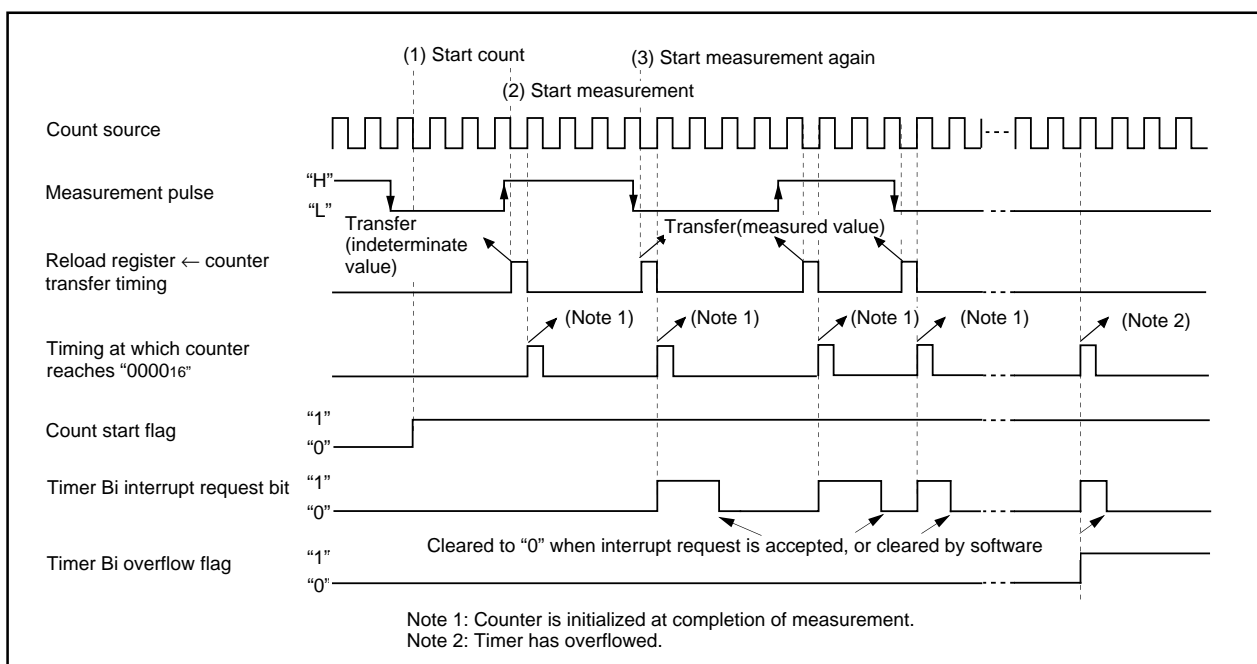 (1) Start count
(3) Start measurement again
(2) Start measurement
Count source
Measurement pulse
“H”
“L”
Transfer
(indeterminate
value)
Transfer(measured value)
Reload register ← counter
transfer timing
(Note 1)
(Note 1)
(Note 1)
(Note 1)
(Note 2)
Timing at which counter
reaches “000016”
Count start flag
“1”
“0”
Timer Bi interrupt request bit
“1”
“0”
Cleared to “0” when interrupt request is accepted, or cleared by software
Timer Bi overflow flag
“1”
“0”
Note 1: Counter is initialized at completion of measurement.
Note 2: Timer has overflowed.